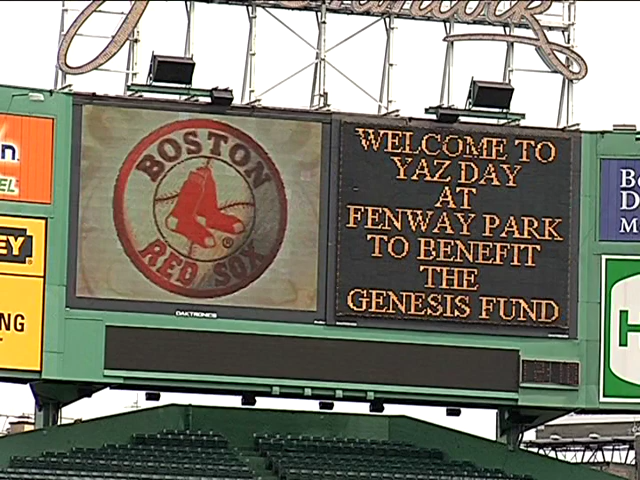 BOSTON
RED SOX
®
WELCOME TO
YAZ DAY
AT
FENWAY PARK
TO BENEFIT
THE
GENESIS FUND
DAKTRONICS